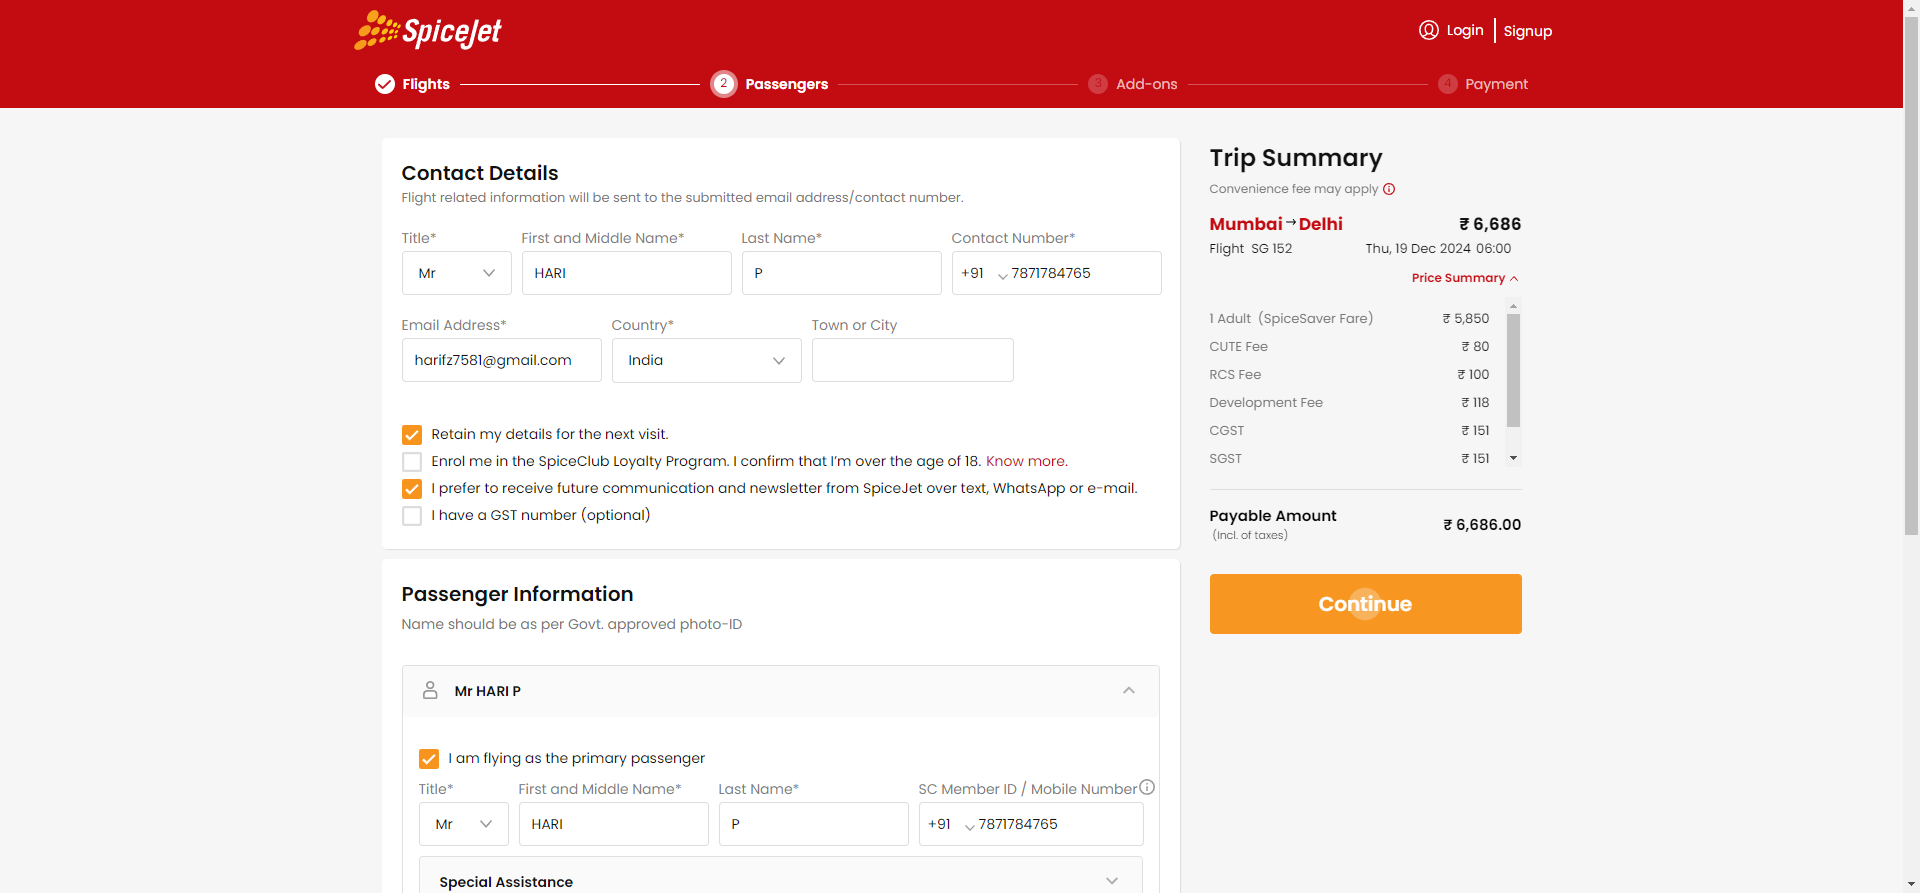 SpiceJet
Login
Signup
Flights
2
Passengers
3
Add-ons
4
Payment
Contact Details
Flight related information will be sent to the submitted email address/contact number.
Title* First and Middle Name* Last Name* Contact Number*
Mr HARI P +91 7871784765
Email Address* Country* Town or City
harifz7581@gmail.com India
Retain my details for the next visit.
Enrol me in the SpiceClub Loyalty Program. I confirm that I'm over the age of 18. Know more.
I prefer to receive future communication and newsletter from SpiceJet over text, WhatsApp or e-mail.
I have a GST number (optional)
Passenger Information
Name should be as per Govt. approved photo-ID
Mr HARI P
I am flying as the primary passenger
Title* First and Middle Name* Last Name* SC Member ID / Mobile Number
Mr HARI P +91 7871784765
Special Assistance
Trip Summary
Convenience fee may apply
Mumbai → Delhi ₹ 6,686
Flight SG 152 Thu, 19 Dec 2024 06:00
Price Summary
1 Adult (SpiceSaver Fare) ₹ 5,850
CUTE Fee ₹ 80
RCS Fee ₹ 100
Development Fee ₹ 118
CGST ₹ 151
SGST ₹ 151
Payable Amount ₹ 6,686.00
(Incl. of taxes)
Continue